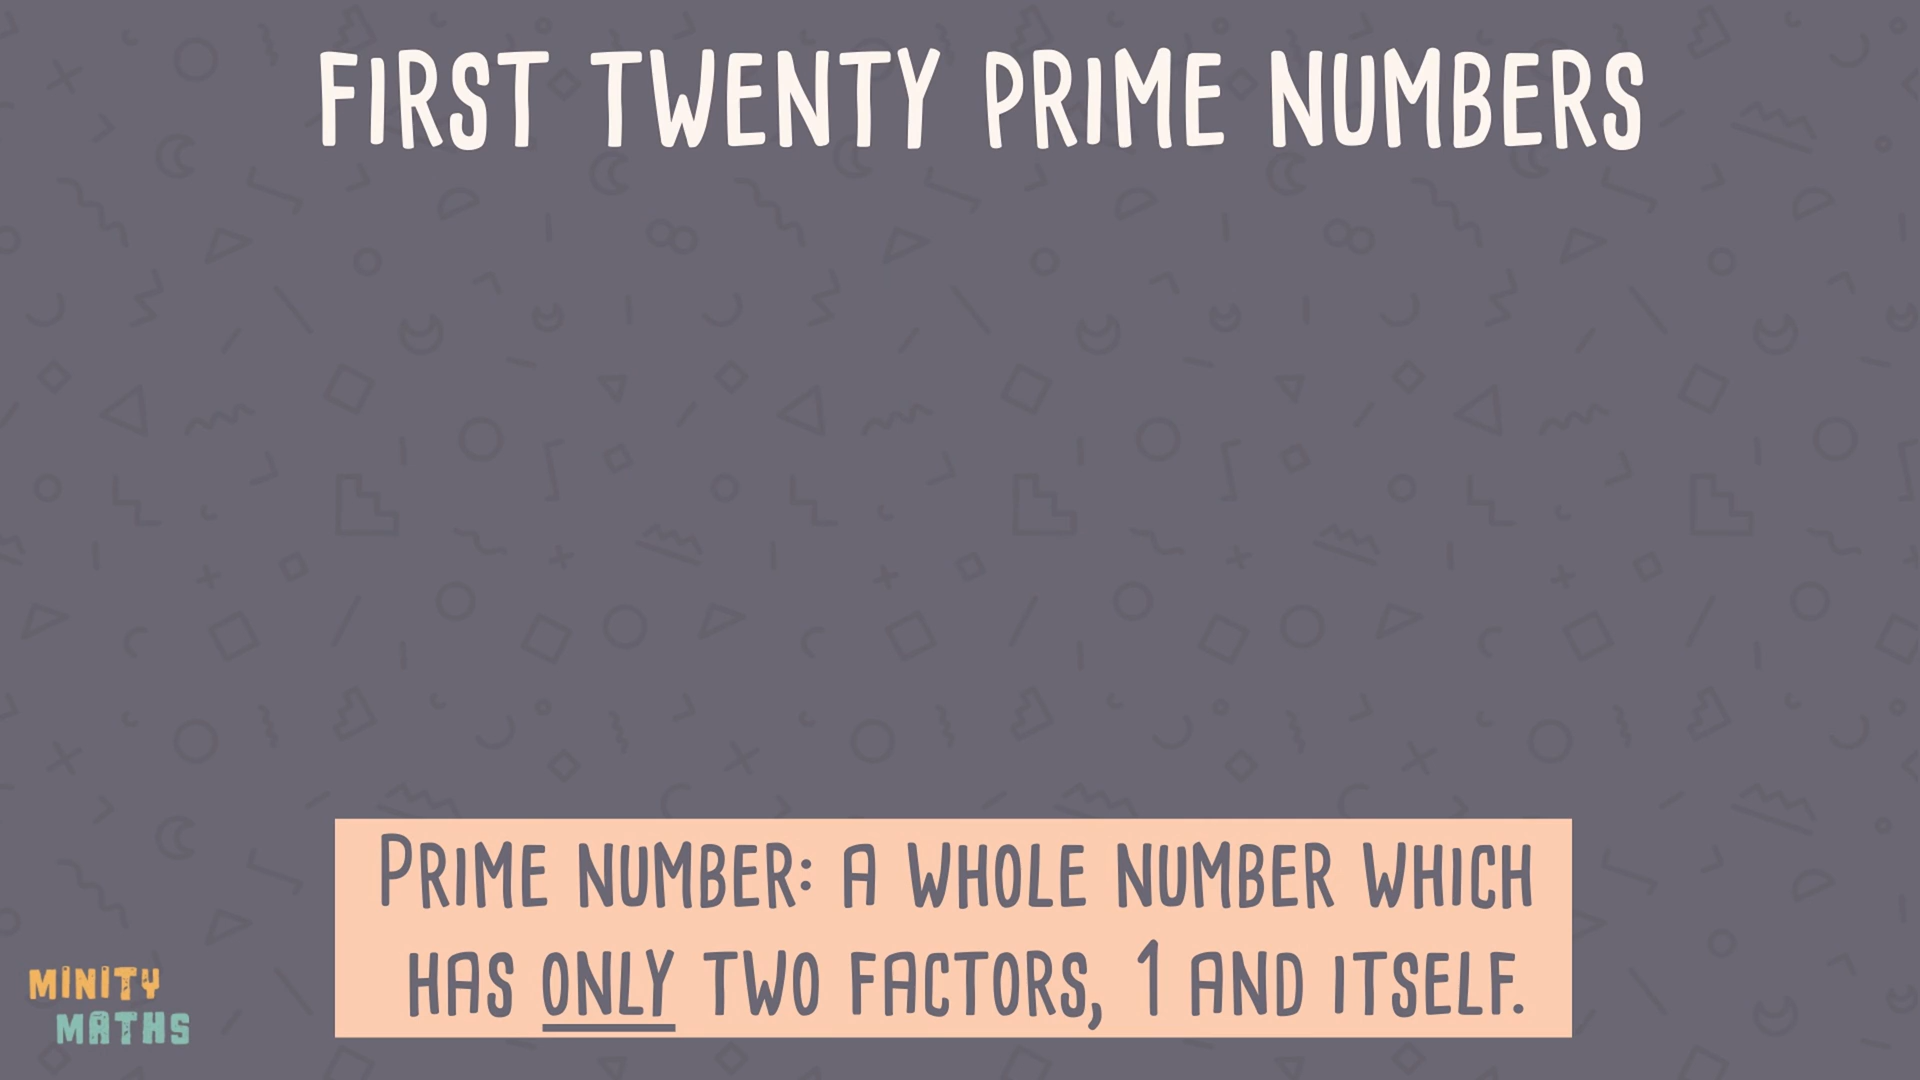 FIRST TWENTY PRIME NUMBERS
PRIME NUMBER: A WHOLE NUMBER WHICH
HAS ONLY TWO FACTORS, 1 AND ITSELF.
MINITY
MATHS